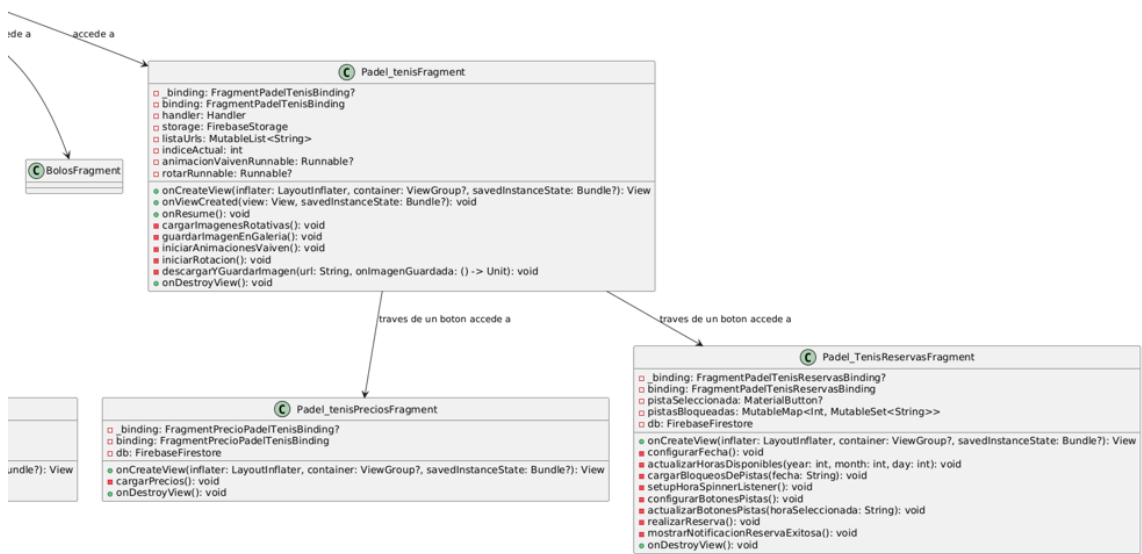 ede a
accede a
C Padel_tenisFragment
_binding: FragmentPadelTenisBinding?
binding: FragmentPadelTenisBinding
handler: Handler
storage: FirebaseStorage
listaUrls: MutableList<String>
indiceActual: int
animacionVaivenRunnable: Runnable?
rotarRunnable: Runnable?
onCreateView(inflater: LayoutInflater, container: ViewGroup?, savedInstanceState: Bundle?): View
onViewCreated(view: View, savedInstanceState: Bundle?): void
onResume(): void
cargarImagenesRotativas(): void
guardarImagenEnGaleria(): void
iniciarAnimacionesVaiven(): void
iniciarRotacion(): void
descargarYGuardarImagen(url: String, onImagenGuardada: () -> Unit): void
onDestroyView(): void
C BolosFragment
traves de un boton accede a
traves de un boton accede a
undle?): View
C Padel_tenisPreciosFragment
_binding: FragmentPrecioPadelTenisBinding?
binding: FragmentPrecioPadelTenisBinding
db: FirebaseFirestore
onCreateView(inflater: LayoutInflater, container: ViewGroup?, savedInstanceState: Bundle?): View
cargarPrecios(): void
onDestroyView(): void
C Padel_TenisReservasFragment
_binding: FragmentPadelTenisReservasBinding?
binding: FragmentPadelTenisReservasBinding
pistaSeleccionada: MaterialButton?
pistasBloqueadas: MutableMap<Int, MutableSet<String>>
db: FirebaseFirestore
onCreateView(inflater: LayoutInflater, container: ViewGroup?, savedInstanceState: Bundle?): View
configurarFecha(): void
actualizarHorasDisponibles(year: int, month: int, day: int): void
cargarBloqueosDePistas(fecha: String): void
setupHoraSpinnerListener(): void
configurarBotonesPistas(): void
actualizarBotonesPistas(horaSeleccionada: String): void
realizarReserva(): void
mostrarNotificacionReservaExitosa(): void
onDestroyView(): void